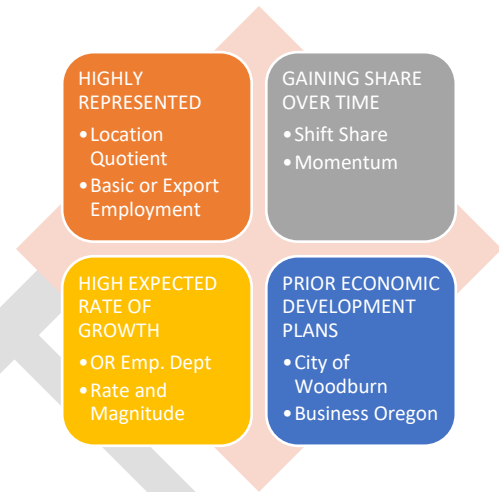 HIGHLY
REPRESENTED
•Location
Quotient
•Basic or Export
Employment
GAINING SHARE
OVER TIME
•Shift Share
•Momentum
HIGH EXPECTED
RATE OF
GROWTH
•OR Emp. Dept
•Rate and
Magnitude
PRIOR ECONOMIC
DEVELOPMENT
PLANS
•City of
Woodburn
•Business Oregon